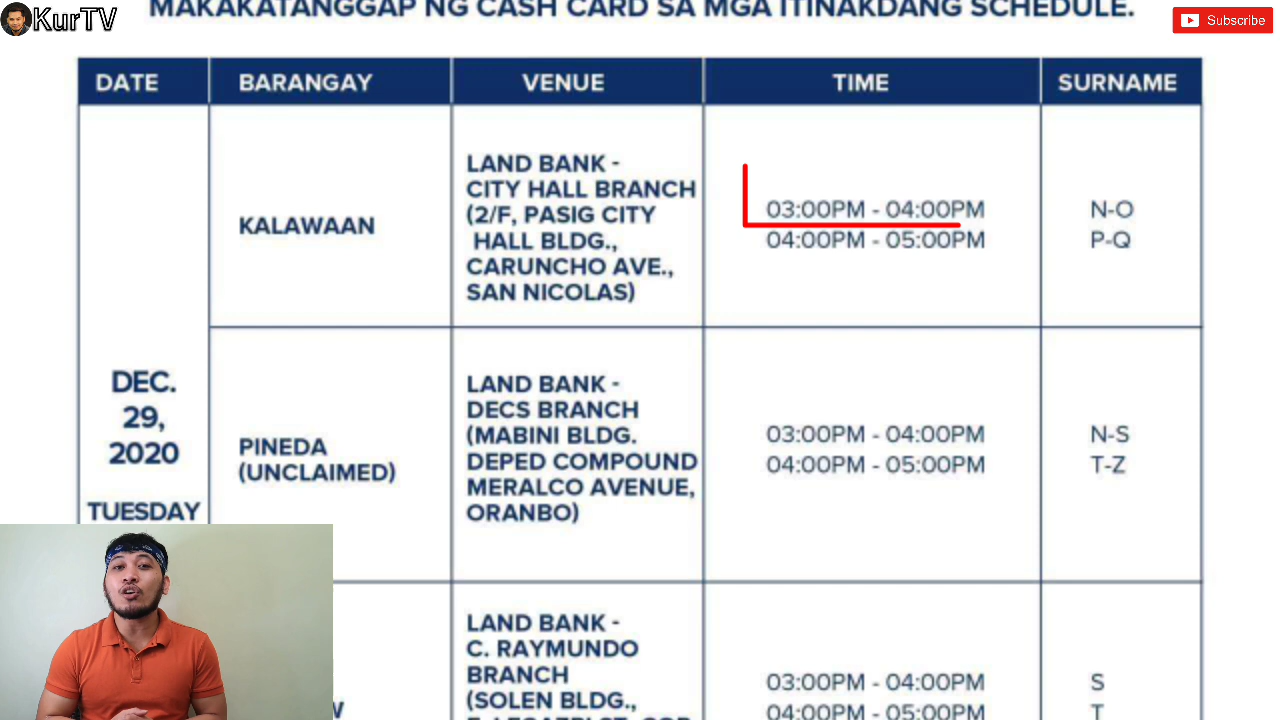 MAKAKATANGGAP NG CASH CARD SA MGA ITINAKDANG SCHEDULE.
KurTV
Subscribe
DATE BARANGAY VENUE TIME SURNAME
DEC.
29,
2020
TUESDAY
KALAWAAN
LAND BANK -
CITY HALL BRANCH
(2/F, PASIG CITY
HALL BLDG.,
CARUNCHO AVE.,
SAN NICOLAS)
03:00PM - 04:00PM N-O
04:00PM - 05:00PM P-Q
PINEDA
(UNCLAIMED)
LAND BANK -
DECS BRANCH
(MABINI BLDG.
DEPED COMPOUND
MERALCO AVENUE,
ORANBO)
03:00PM - 04:00PM N-S
04:00PM - 05:00PM T-Z
LAND BANK -
C. RAYMUNDO
BRANCH
(SOLEN BLDG.,
03:00PM - 04:00PM S
04:00PM - 05:00PM T